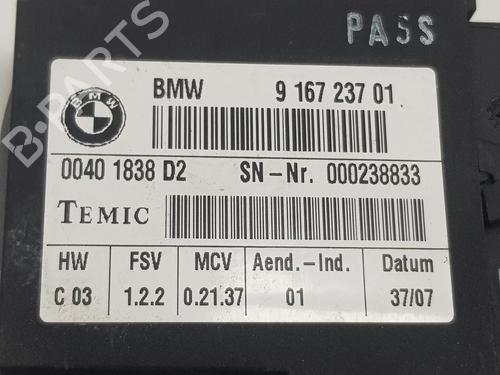 PASS
BMW 9 167 237 01
BMW
0040 1838 D2 SN-Nr. 000238833
TEMIC
HW FSV MCV Aend.-Ind. Datum
C 03 1.2.2 0.21.37 01 37/07
B-PARTS